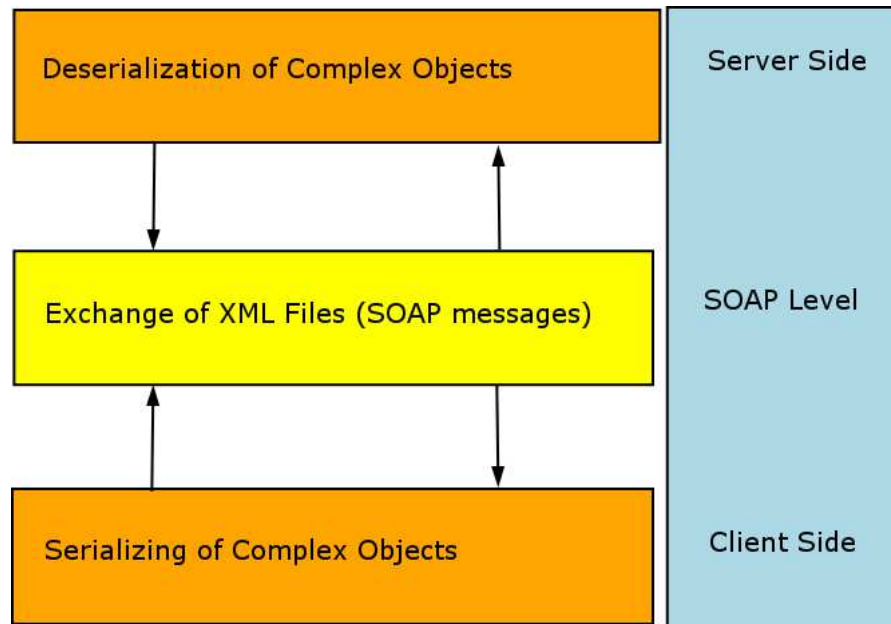 Deserialization of Complex Objects
Server Side
Exchange of XML Files (SOAP messages)
SOAP Level
Serializing of Complex Objects
Client Side